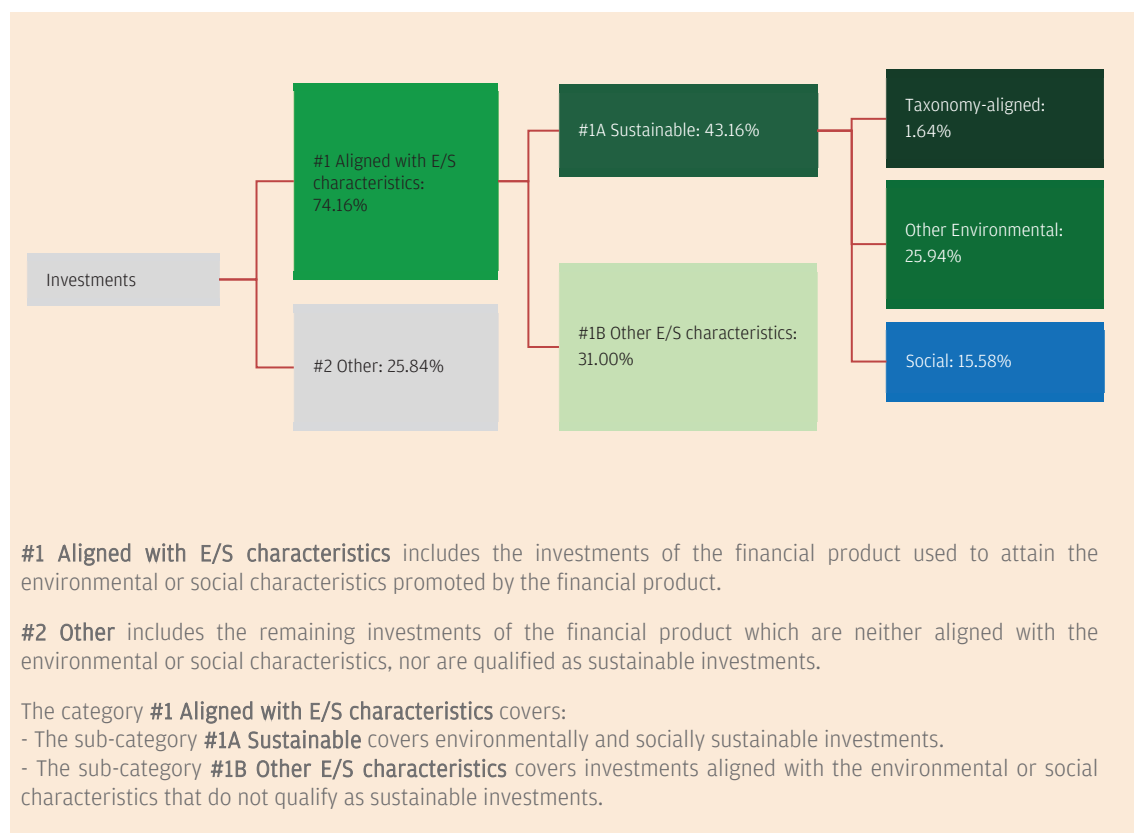 Investments
#1 Aligned with E/S
characteristics:
74.16%
#2 Other: 25.84%
#1A Sustainable: 43.16%
#1B Other E/S characteristics:
31.00%
Taxonomy-aligned:
1.64%
Other Environmental:
25.94%
Social: 15.58%
#1 Aligned with E/S characteristics includes the investments of the financial product used to attain the
environmental or social characteristics promoted by the financial product.
#2 Other includes the remaining investments of the financial product which are neither aligned with the
environmental or social characteristics, nor are qualified as sustainable investments.
The category #1 Aligned with E/S characteristics covers:
- The sub-category #1A Sustainable covers environmentally and socially sustainable investments.
- The sub-category #1B Other E/S characteristics covers investments aligned with the environmental or social
characteristics that do not qualify as sustainable investments.